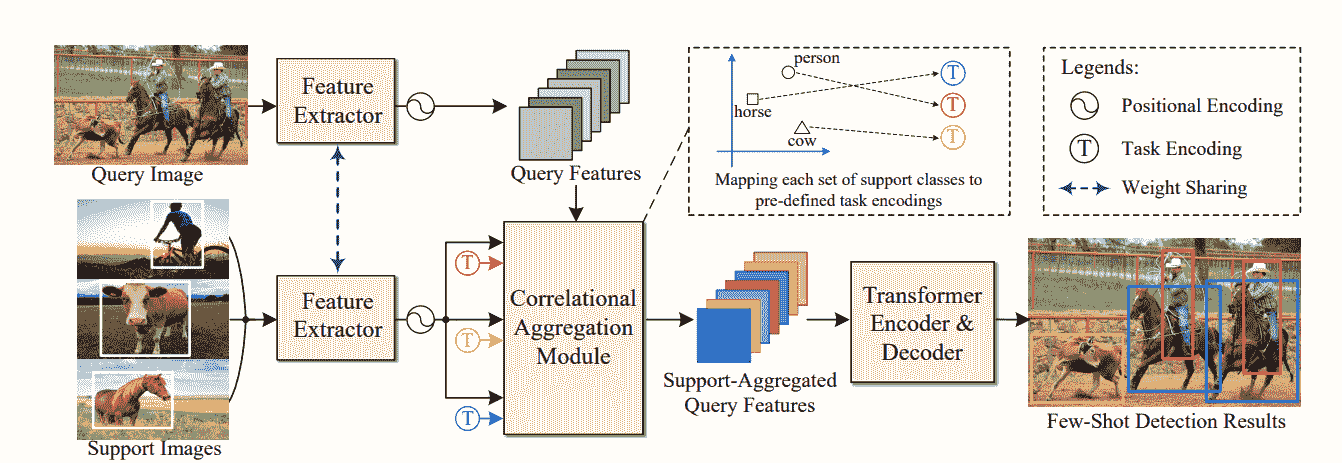 Query Image
Feature
Extractor
Query Features
person
horse
cow
T
T
T
Mapping each set of support classes to
pre-defined task encodings
Legends:
Positional Encoding
T Task Encoding
Weight Sharing
Support Images
Feature
Extractor
T
T
T
Correlational
Aggregation
Module
Support-Aggregated
Query Features
Transformer
Encoder &
Decoder
Few-Shot Detection Results